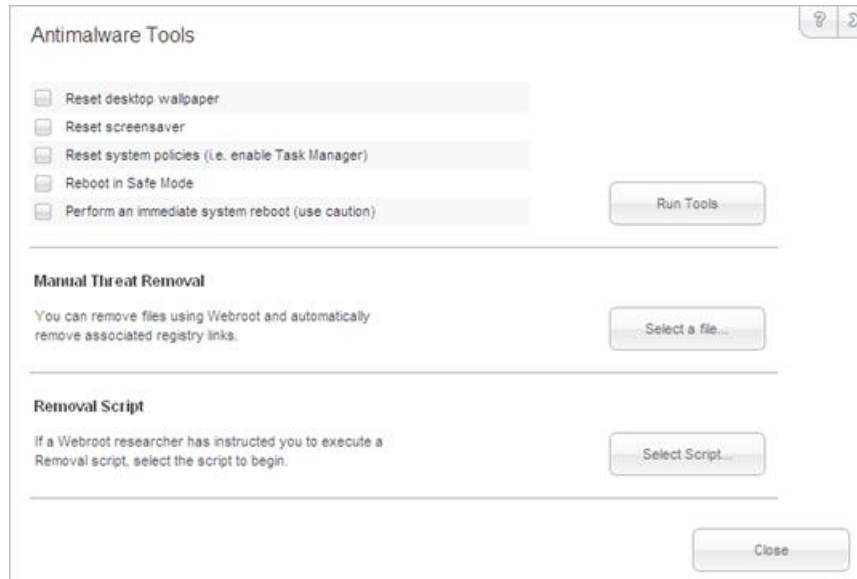 Antimalware Tools
?
Reset desktop wallpaper
Reset screensaver
Reset system policies (i.e. enable Task Manager)
Reboot in Safe Mode
Perform an immediate system reboot (use caution)
Run Tools
Manual Threat Removal
You can remove files using Webroot and automatically
remove associated registry links.
Select a file...
Removal Script
If a Webroot researcher has instructed you to execute a
Removal script, select the script to begin.
Select Script...
Close